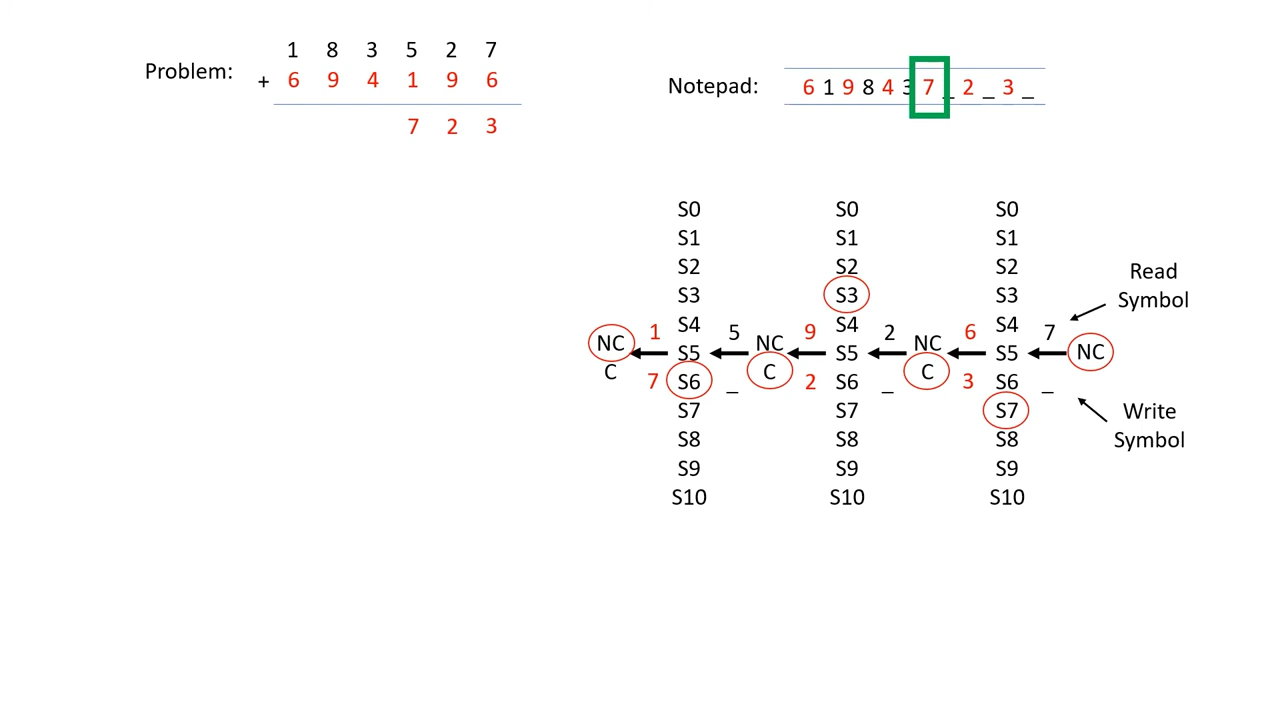 Problem:
1 8 3 5 2 7
+ 6 9 4 1 9 6
7 2 3
Notepad: 6 1 9 8 4 3 7 _ 2 _ 3 _
S0 S0 S0
S1 S1 S1
S2 S2 S2
S3 S3 S3
S4 S4 S4
S5 S5 S5
S6 S6 S6
S7 S7 S7
S8 S8 S8
S9 S9 S9
S10 S10 S10
NC 1 5 NC 9 2 NC 6 7 NC
C 7 _ C 2 _ C 3 _
Read
Symbol
Write
Symbol